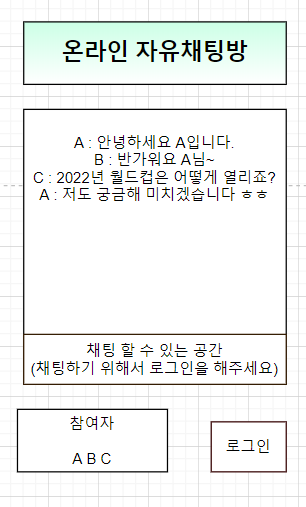 온라인 자유채팅방
A : 안녕하세요 A입니다.
B : 반가워요 A님~
C : 2022년 월드컵은 어떻게 열리죠?
A : 저도 궁금해 미치겠습니다 ㅎㅎ
채팅 할 수 있는 공간
(채팅하기 위해서 로그인을 해주세요)
참여자
A B C
로그인